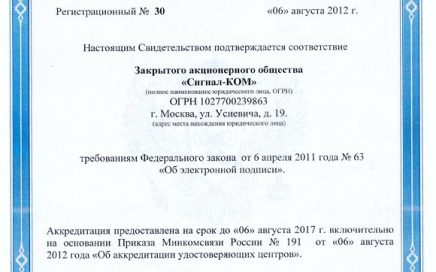 Регистрационный № 30 «06» августа 2012 г.
Настоящим Свидетельством подтверждается соответствие
Закрытого акционерного общества
«Сигнал-КОМ»
(полное наименование юридического лица, ОГРН)
ОГРН 1027700239863
г. Москва, ул. Усиевича, д. 19.
(адрес места нахождения юридического лица)
требованиям Федерального закона от 6 апреля 2011 года № 63
«Об электронной подписи».
Аккредитация предоставлена на срок до «06» августа 2017 г. включительно
на основании Приказа Минкомсвязи России № 191 от «06» августа
2012 года «Об аккредитации удостоверяющих центров».